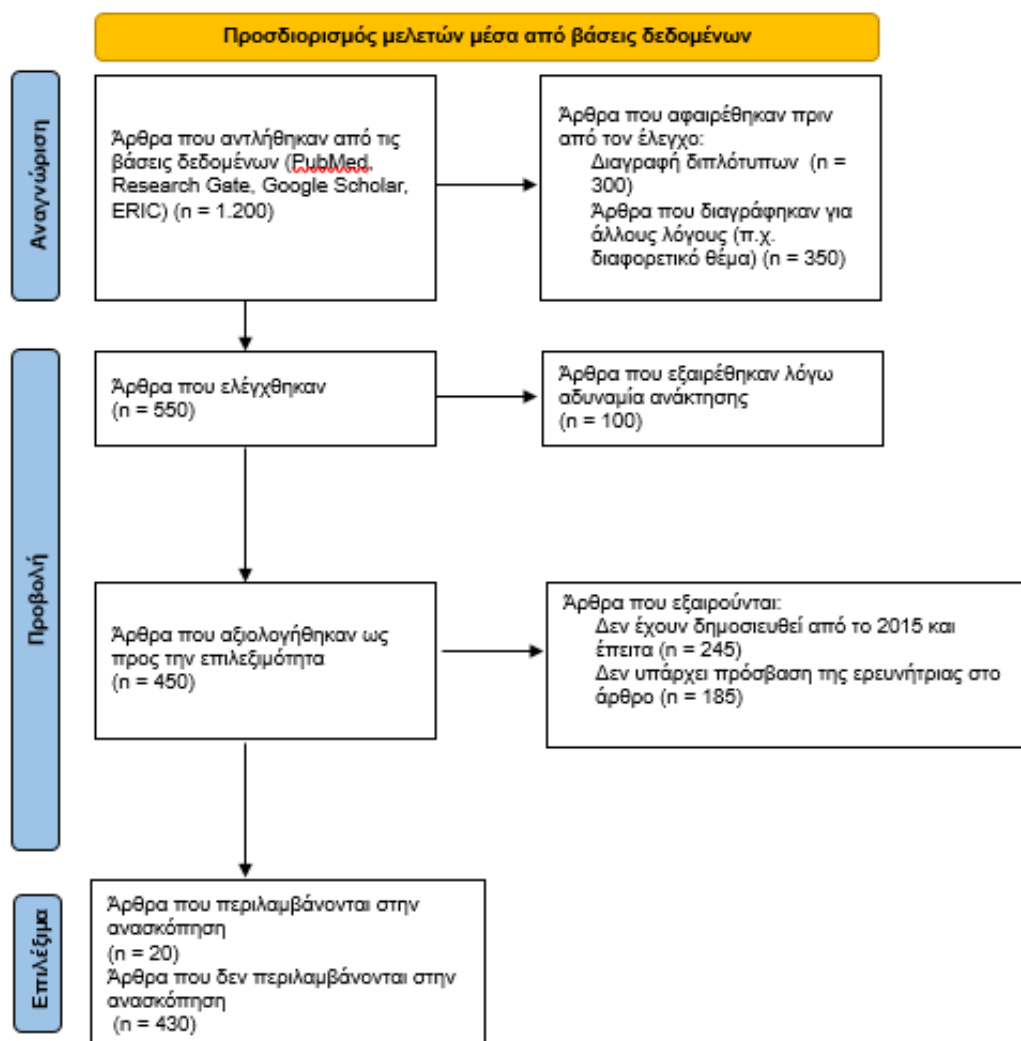 Προσδιορισμός μελετών μέσα από βάσεις δεδομένων
Αναγνώριση
Άρθρα που αντλήθηκαν από τις
βάσεις δεδομένων (PubMed,
Research Gate, Google Scholar,
ERIC) (n = 1.200)
Άρθρα που αφαιρέθηκαν πριν
από τον έλεγχο:
Διαγραφή διπλότυπων (n =
300)
Άρθρα που διαγράφηκαν για
άλλους λόγους (π.χ.
διαφορετικό θέμα) (n = 350)
Προβολή
Άρθρα που ελέγχθηκαν
(n = 550)
Άρθρα που εξαιρέθηκαν λόγω
αδυναμία ανάκτησης
(n = 100)
Άρθρα που αξιολογήθηκαν ως
προς την επιλεξιμότητα
(n = 450)
Άρθρα που εξαιρούνται:
Δεν έχουν δημοσιευθεί από το 2015 και
έπειτα (n = 245)
Δεν υπάρχει πρόσβαση της ερευνήτριας στο
άρθρο (n = 185)
Επιλέξιμα
Άρθρα που περιλαμβάνονται στην
ανασκόπηση
(n = 20)
Άρθρα που δεν περιλαμβάνονται στην
ανασκόπηση
(n = 430)